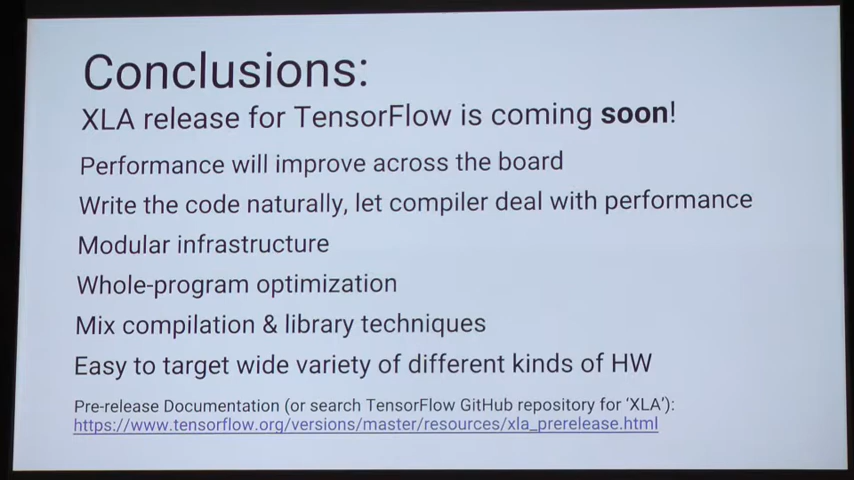 Conclusions:
XLA release for TensorFlow is coming soon!
Performance will improve across the board
Write the code naturally, let compiler deal with performance
Modular infrastructure
Whole-program optimization
Mix compilation & library techniques
Easy to target wide variety of different kinds of HW
Pre-release Documentation (or search TensorFlow GitHub repository for ‘XLA’):
https://www.tensorflow.org/versions/master/resources/xla_prerelease.html